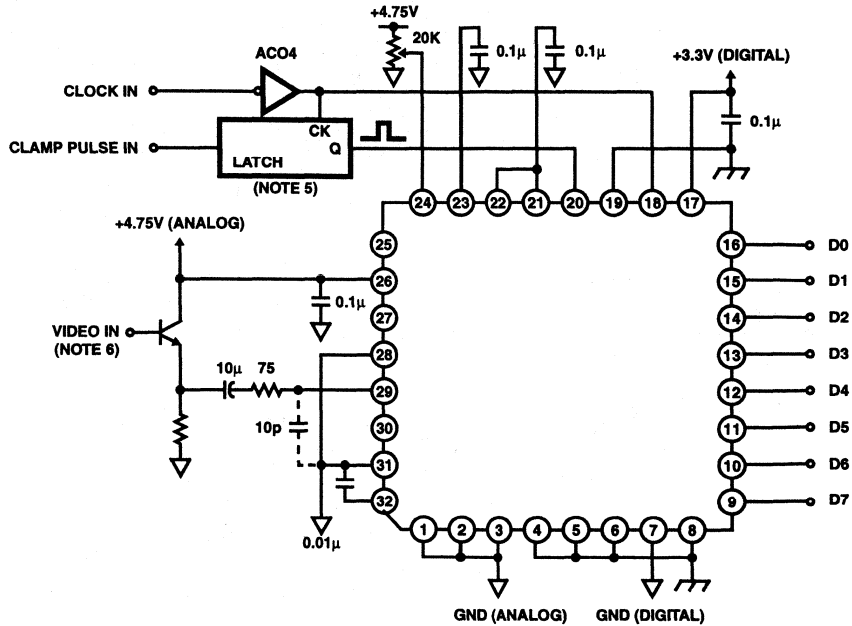 +4.75V
20K
0.1µ
0.1µ
+3.3V (DIGITAL)
ACO4
CLOCK IN
0.1µ
CK
CLAMP PULSE IN
Q
LATCH
(NOTE 5)
24 23 22 21 20 19 18 17
+4.75V (ANALOG)
25
16 D0
26
15 D1
0.1µ
27
14 D2
VIDEO IN
(NOTE 6)
28
13 D3
10µ 75
29
12 D4
10p
30
11 D5
31
10 D6
32
9 D7
0.01µ
1 2 3 4 5 6 7 8
GND (ANALOG)
GND (DIGITAL)